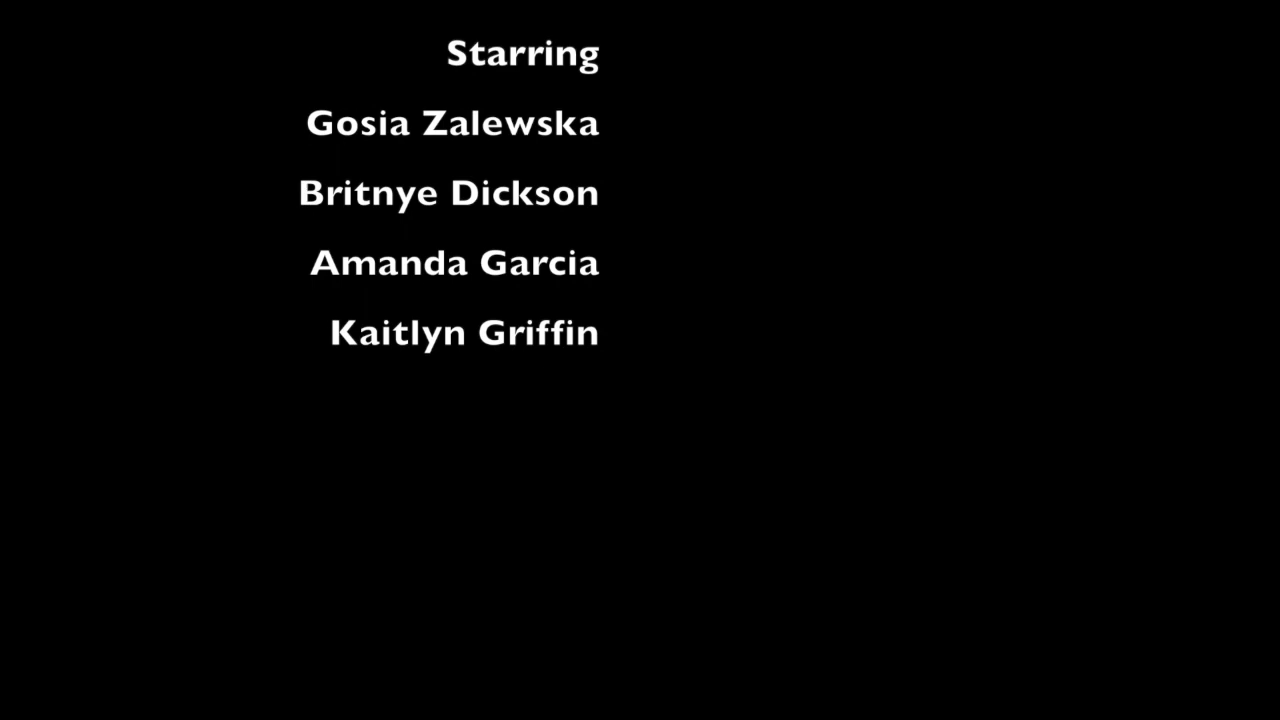 Starring
Gosia Zalewska
Britnye Dickson
Amanda Garcia
Kaitlyn Griffin